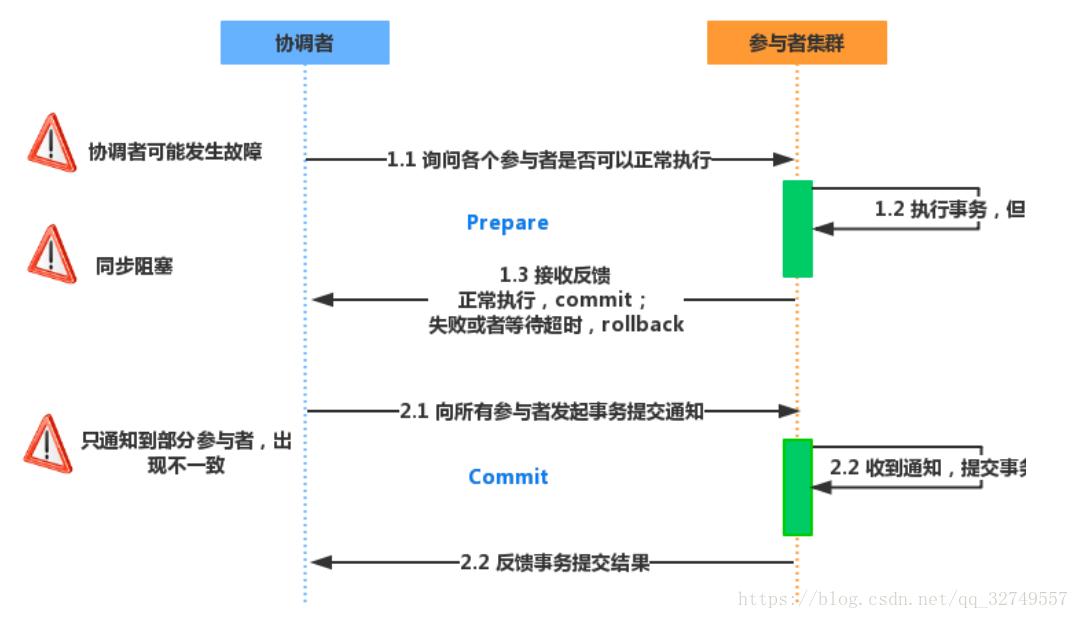 协调者
参与者集群
协调者可能发生故障
1.1 询问各个参与者是否可以正常执行
1.2 执行事务，但
Prepare
同步阻塞
1.3 接收反馈
正常执行，commit；
失败或者等待超时，rollback
2.1 向所有参与者发起事务提交通知
只通知到部分参与者，出
现不一致
2.2 收到通知，提交事
Commit
2.2 反馈事务提交结果
https://blog.csdn.net/qq_32749557